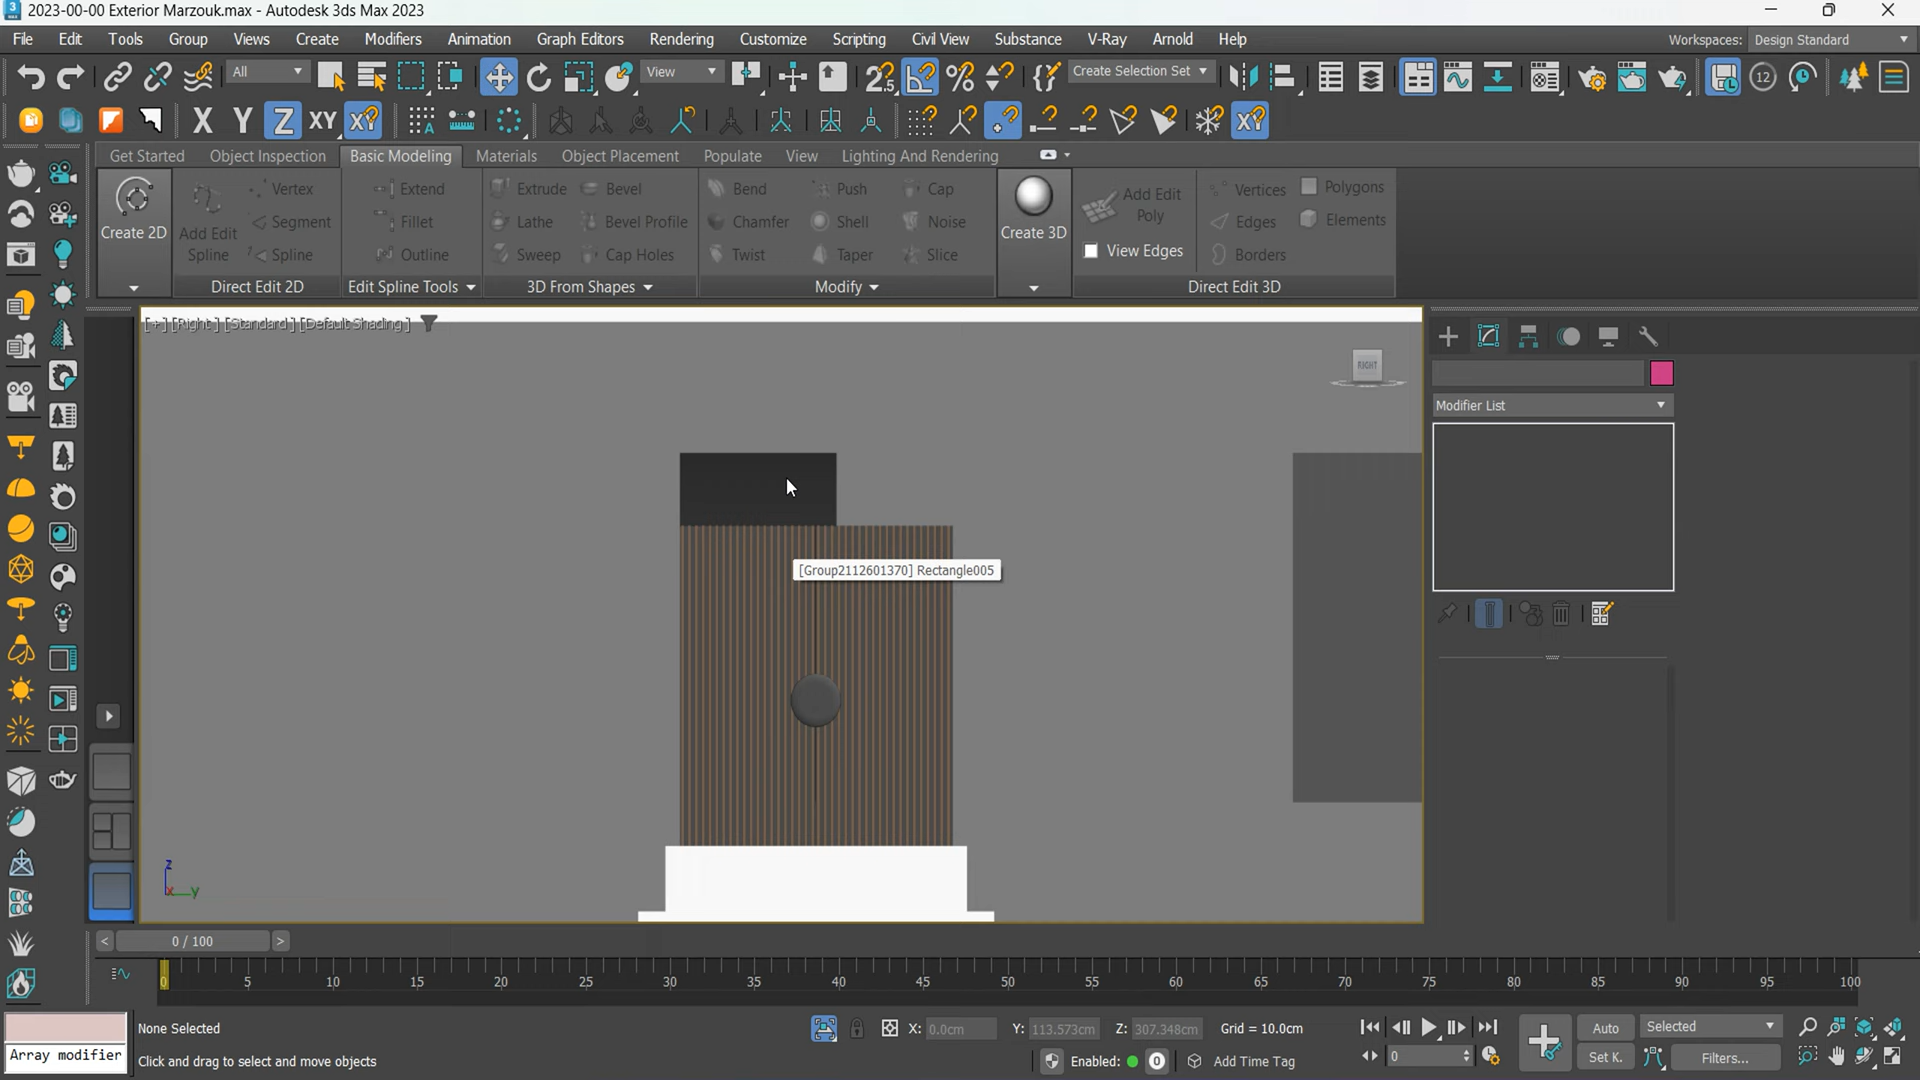 2023-00-00 Exterior Marzouk.max - Autodesk 3ds Max 2023
File Edit Tools Group Views Create Modifiers Animation Graph Editors Rendering Customize Scripting Civil View Substance V-Ray Arnold Help Workspaces: Design Standard
All View Create Selection Set
X Y Z XY XY
Get Started Object Inspection Basic Modeling Materials Object Placement Populate View Lighting And Rendering
Create 2D Add Edit Spline Vertex Segment Spline Direct Edit 2D
Extend Fillet Outline Edit Spline Tools
Extrude Bevel
Lathe Bevel Profile
Sweep Cap Holes
3D From Shapes
Bend Push Cap
Chamfer Shell Noise
Twist Taper Slice
Modify
Create 3D
Add Edit Poly
View Edges
Vertices Polygons
Edges Elements
Borders
Direct Edit 3D
[+] [Right] [Standard] [Default Shading]
RIGHT
Modifier List
[Group2112601370] Rectangle005
z
x y
< 0 / 100 >
0 5 10 15 20 25 30 35 40 45 50 55 60 65 70 75 80 85 90 95 100
None Selected X: 0.0cm Y: 113.573cm Z: 307.348cm Grid = 10.0cm Auto Selected
Array modifier Click and drag to select and move objects Enabled: 0 Add Time Tag 0 Set K. Filters...